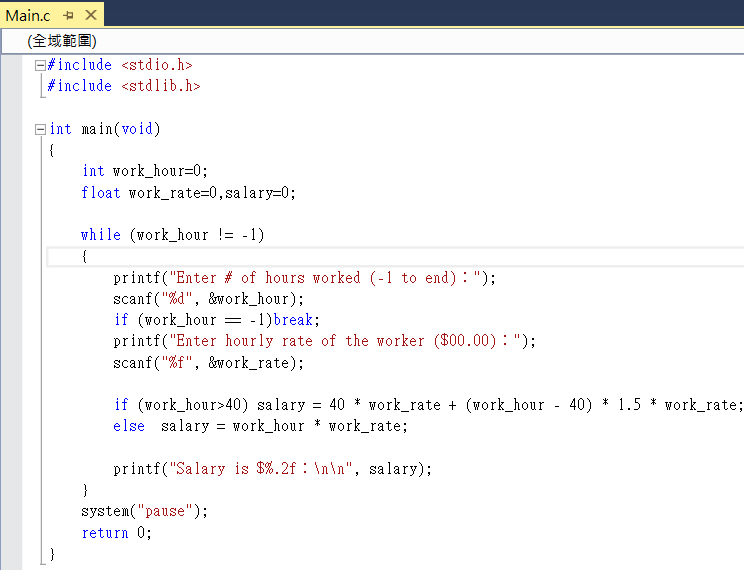 Main.c
(全域範圍)
#include <stdio.h>
#include <stdlib.h>
int main(void)
{
int work_hour=0;
float work_rate=0,salary=0;
while (work_hour != -1)
{
printf("Enter # of hours worked (-1 to end)：");
scanf("%d", &work_hour);
if (work_hour == -1)break;
printf("Enter hourly rate of the worker ($00.00)：");
scanf("%f", &work_rate);
if (work_hour>40) salary = 40 * work_rate + (work_hour - 40) * 1.5 * work_rate;
else  salary = work_hour * work_rate;
printf("Salary is $%.2f：\n\n", salary);
}
system("pause");
return 0;
}